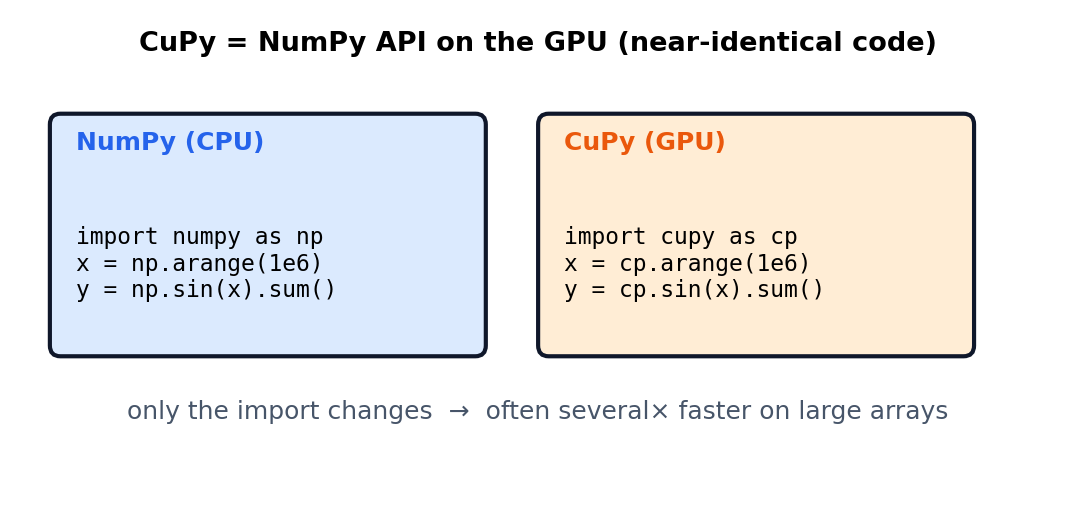 CuPy = NumPy API on the GPU (near-identical code)
NumPy (CPU)
import numpy as np
x = np.arange(1e6)
y = np.sin(x).sum()
CuPy (GPU)
import cupy as cp
x = cp.arange(1e6)
y = cp.sin(x).sum()
only the import changes → often several× faster on large arrays